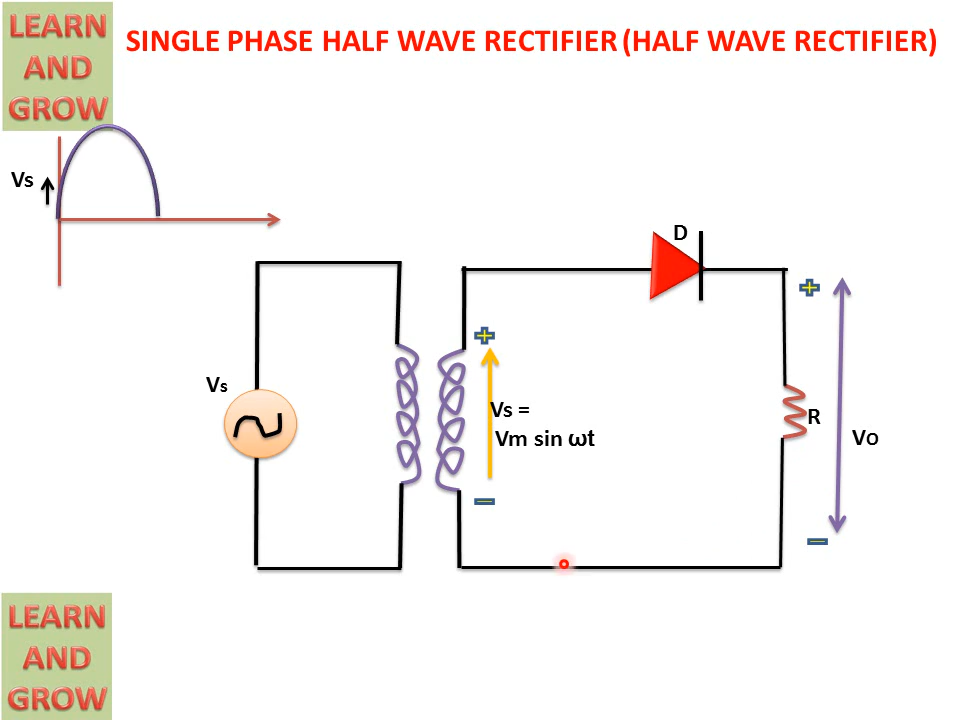 LEARN
AND
GROW
SINGLE PHASE HALF WAVE RECTIFIER (HALF WAVE RECTIFIER)
Vs
D
Vs
Vs =
Vm sin ωt
R
Vo
LEARN
AND
GROW